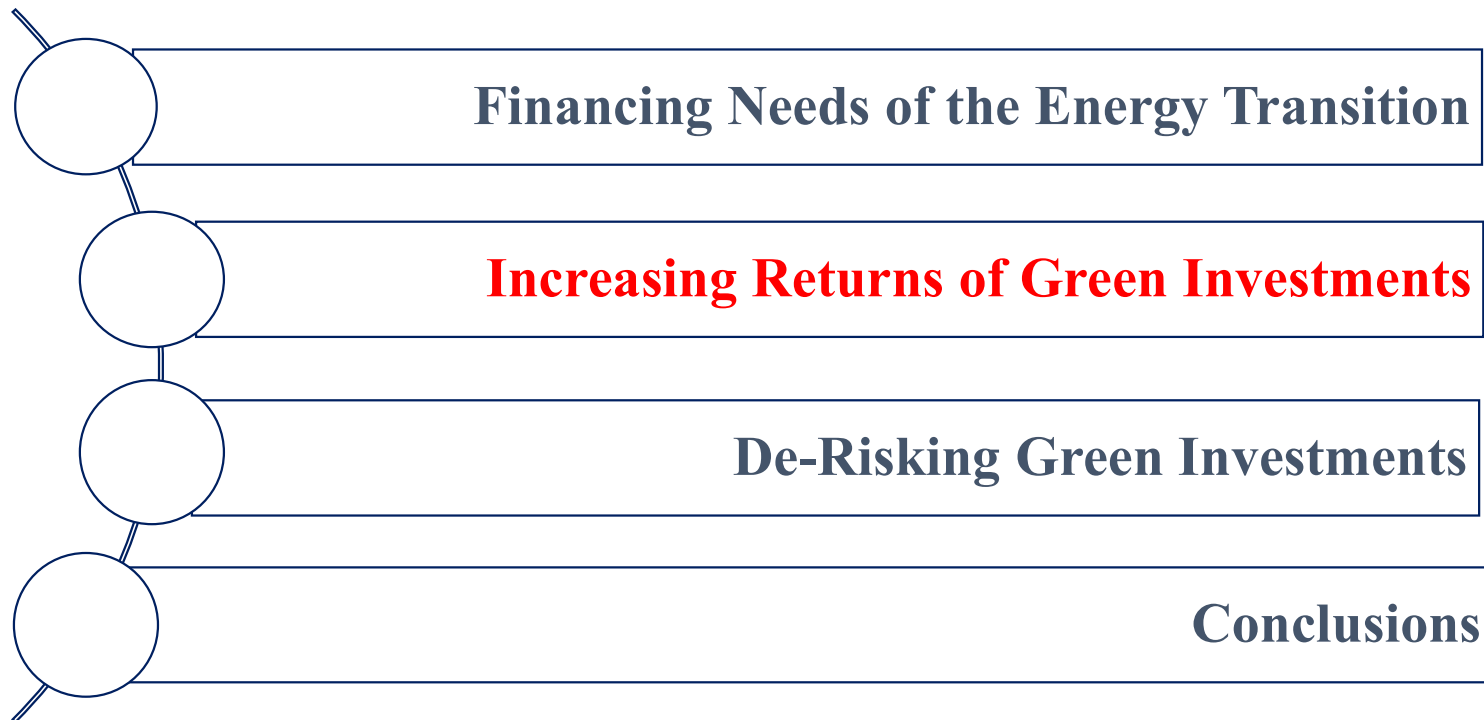 Financing Needs of the Energy Transition
Increasing Returns of Green Investments
De-Risking Green Investments
Conclusions